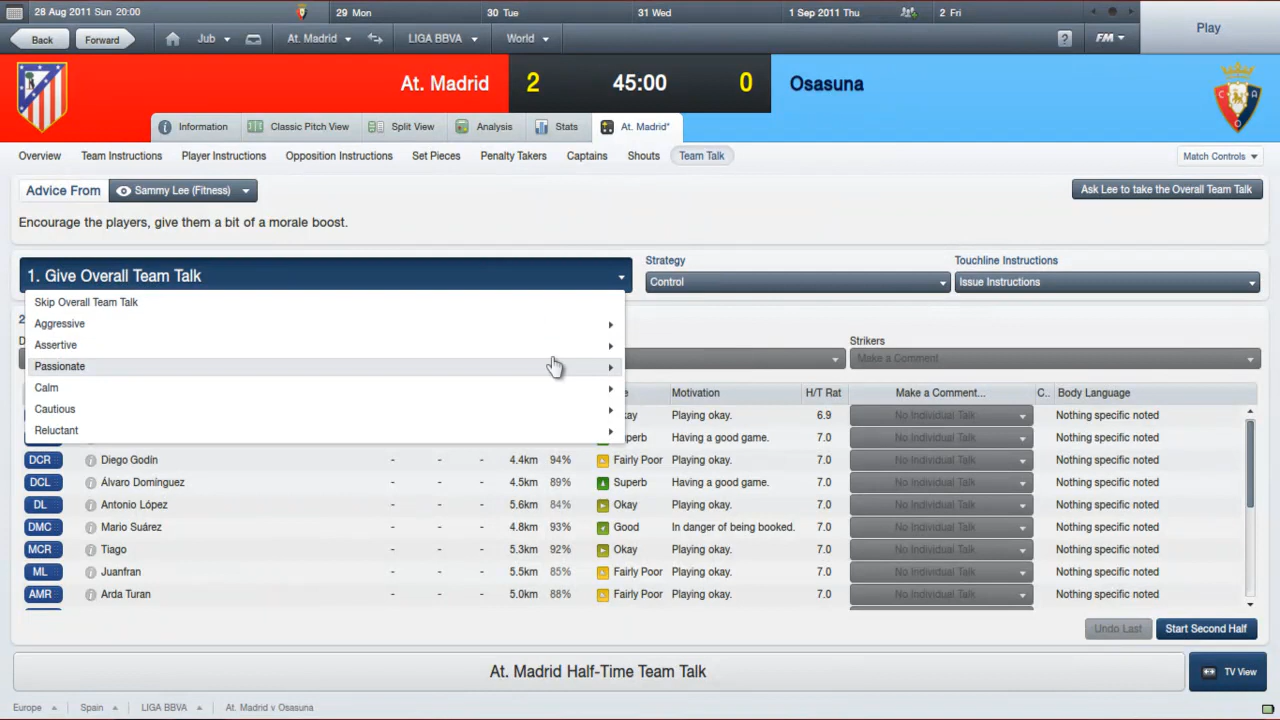 28 Aug 2011 Sun 20:00 29 Mon 30 Tue 31 Wed 1 Sep 2011 Thu 2 Fri
Back Forward Job At. Madrid LIGA BBVA World ? FM Play
At. Madrid 2 45:00 0 Osasuna
Information Classic Pitch View Split View Analysis Stats At. Madrid*
Overview Team Instructions Player Instructions Opposition Instructions Set Pieces Penalty Takers Captains Shouts Team Talk Match Controls
Advice From Sammy Lee (Fitness) Ask Lee to take the Overall Team Talk
Encourage the players, give them a bit of a morale boost.
1. Give Overall Team Talk
Strategy Touchline Instructions
Control Issue Instructions
Skip Overall Team Talk
Aggressive
Assertive
Passionate
Calm
Cautious
Reluctant
Strikers
Make a Comment
Motivation H/T Rat Make a Comment... C.. Body Language
Playing okay. 6.9 No Individual Talk Nothing specific noted
Having a good game. 7.0 No Individual Talk Nothing specific noted
DCR Diego Godín - - - 4.4km 94% Fairly Poor Playing okay. 7.0 No Individual Talk Nothing specific noted
DCL Álvaro Domínguez - - - 4.5km 89% Superb Having a good game. 7.0 No Individual Talk Nothing specific noted
DL Antonio López - - - 5.6km 84% Okay Playing okay. 7.0 No Individual Talk Nothing specific noted
DMC Mario Suárez - - - 4.8km 93% Good In danger of being booked. 7.0 No Individual Talk Nothing specific noted
MCR Tiago - - - 5.3km 92% Okay Playing okay. 7.0 No Individual Talk Nothing specific noted
ML Juanfran - - - 5.5km 85% Fairly Poor Playing okay. 7.0 No Individual Talk Nothing specific noted
AMR Arda Turan - - - 5.0km 88% Fairly Poor Playing okay. 7.0 No Individual Talk Nothing specific noted
Undo Last Start Second Half
At. Madrid Half-Time Team Talk TV View
Europe Spain LIGA BBVA At. Madrid v Osasuna